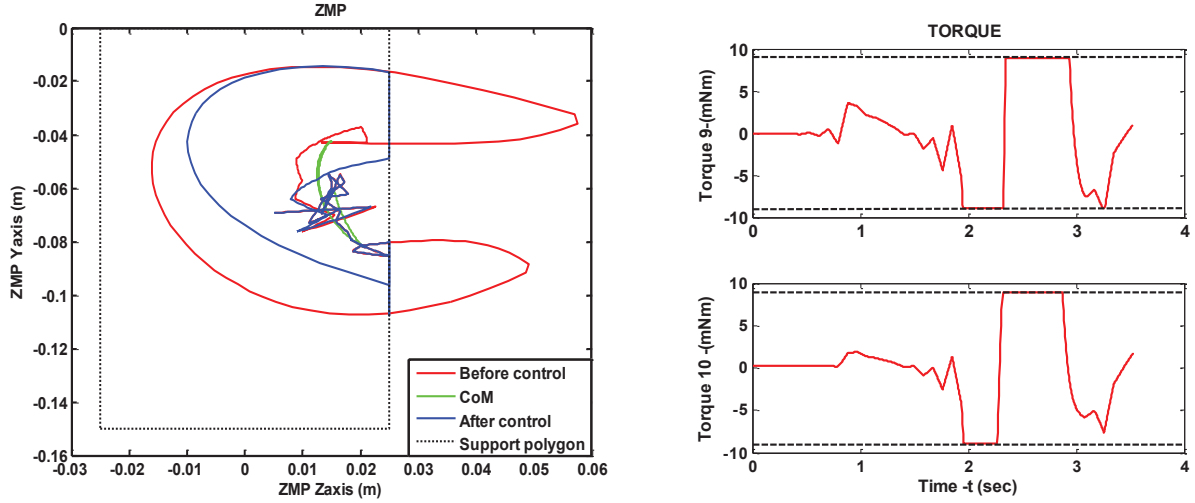 ZMP
0
-0.02
-0.04
-0.06
-0.08
-0.1
-0.12
-0.14
-0.16
ZMP Yaxis (m)
-0.03 -0.02 -0.01 0 0.01 0.02 0.03 0.04 0.05 0.06
ZMP Zaxis (m)
Before control
CoM
After control
Support polygon
TORQUE
10
5
0
-5
-10
Torque 9-(mNm)
0 1 2 3 4
10
5
0
-5
-10
Torque 10 -(mNm)
0 1 2 3 4
Time -t (sec)